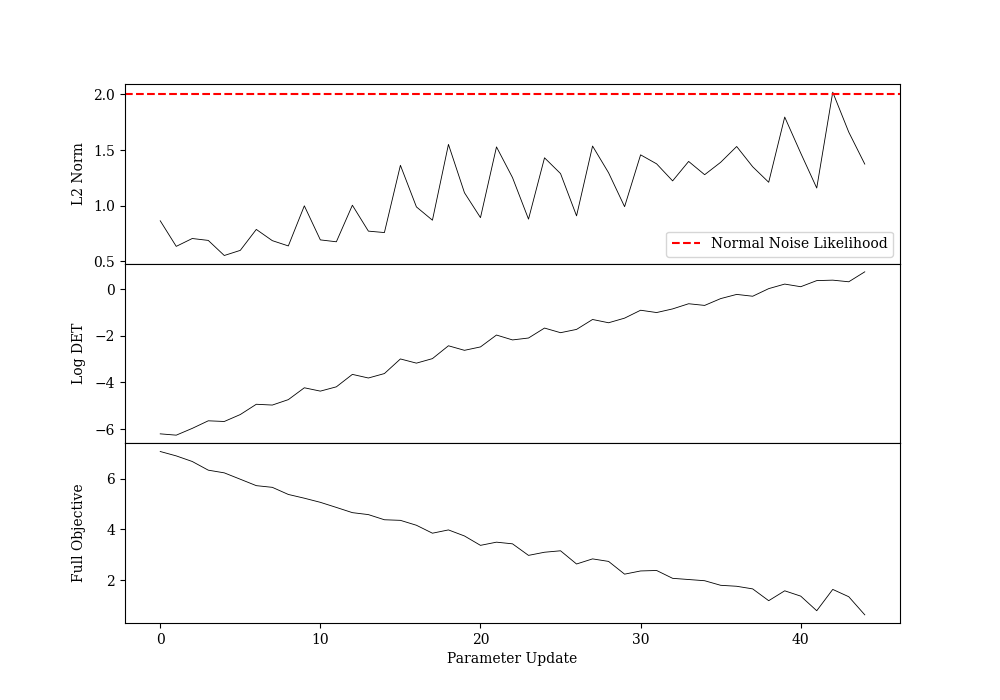 2.0
1.5
1.0
0.5
L2 Norm
Normal Noise Likelihood
0
−2
−4
−6
Log DET
6
4
2
Full Objective
0 10 20 30 40
Parameter Update